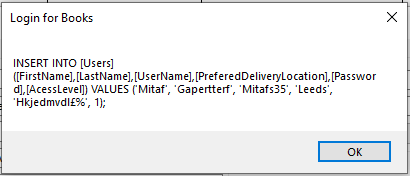 Login for Books
INSERT INTO [Users]
([FirstName],[LastName],[UserName],[PreferedDeliveryLocation],[Passwor
d],[AcessLevel]) VALUES ('Mitaf', 'Gapertterf', 'Mitafs35', 'Leeds',
'Hkjedmvdl£%', 1);
OK